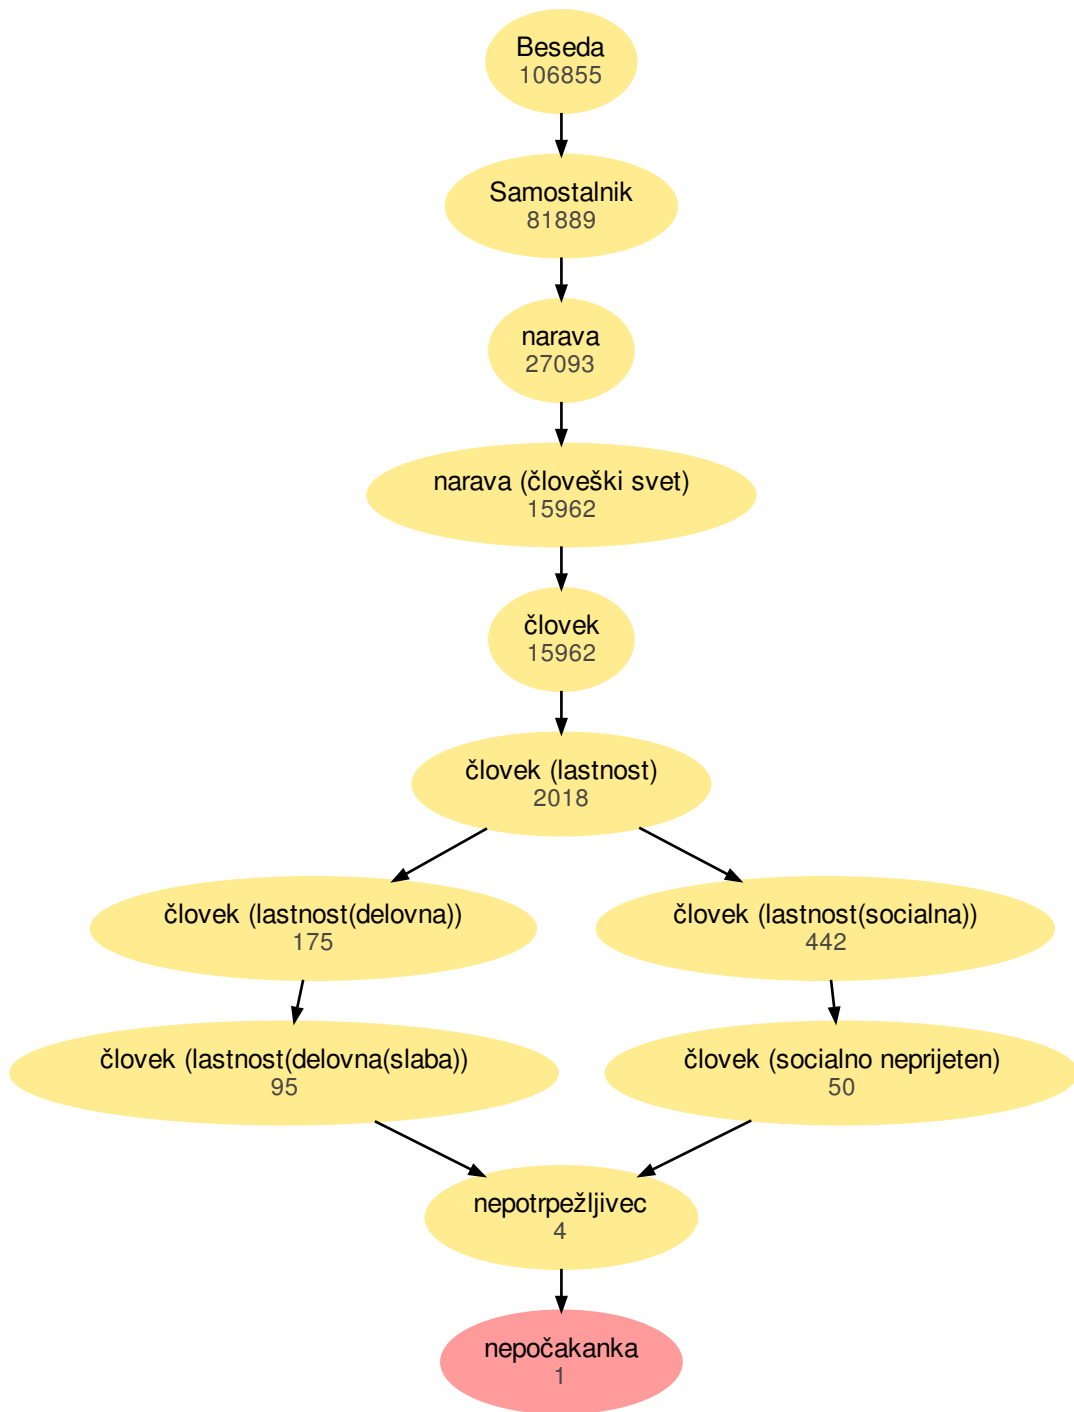 Beseda
106855
Samostalnik
81889
narava
27093
narava (človeški svet)
15962
človek
15962
človek (lastnost)
2018
človek (lastnost(delovna))
175
človek (lastnost(socialna))
442
človek (lastnost(delovna(slaba))
95
človek (socialno neprijeten)
50
nepotrpežljivec
4
nepočakanka
1